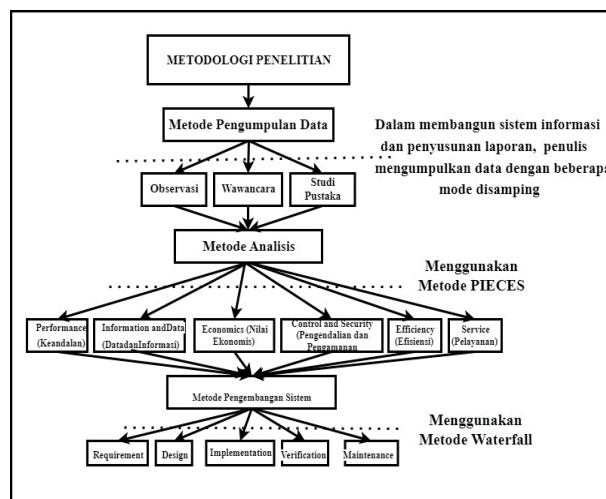 METODOLOGI PENELITIAN
Metode Pengumpulan Data
Dalam membangun sistem informasi
dan penyusunan laporan, penulis
mengumpulkan data dengan beberapa
mode disamping
Observasi
Wawancara
Studi
Pustaka
Metode Analisis
Menggunakan
Metode PIECES
Performance
(Keandalan)
Information andData
(DatadanInformasi)
Economics (Nilai
Ekonomis)
Control and Security
(Pengendalian dan
Pengamanan
Efficiency
(Efisiensi)
Service
(Pelayanan)
Metode Pengembangan Sistem
Menggunakan
Metode Waterfall
Requirement
Design
Implementation
Verification
Maintenance